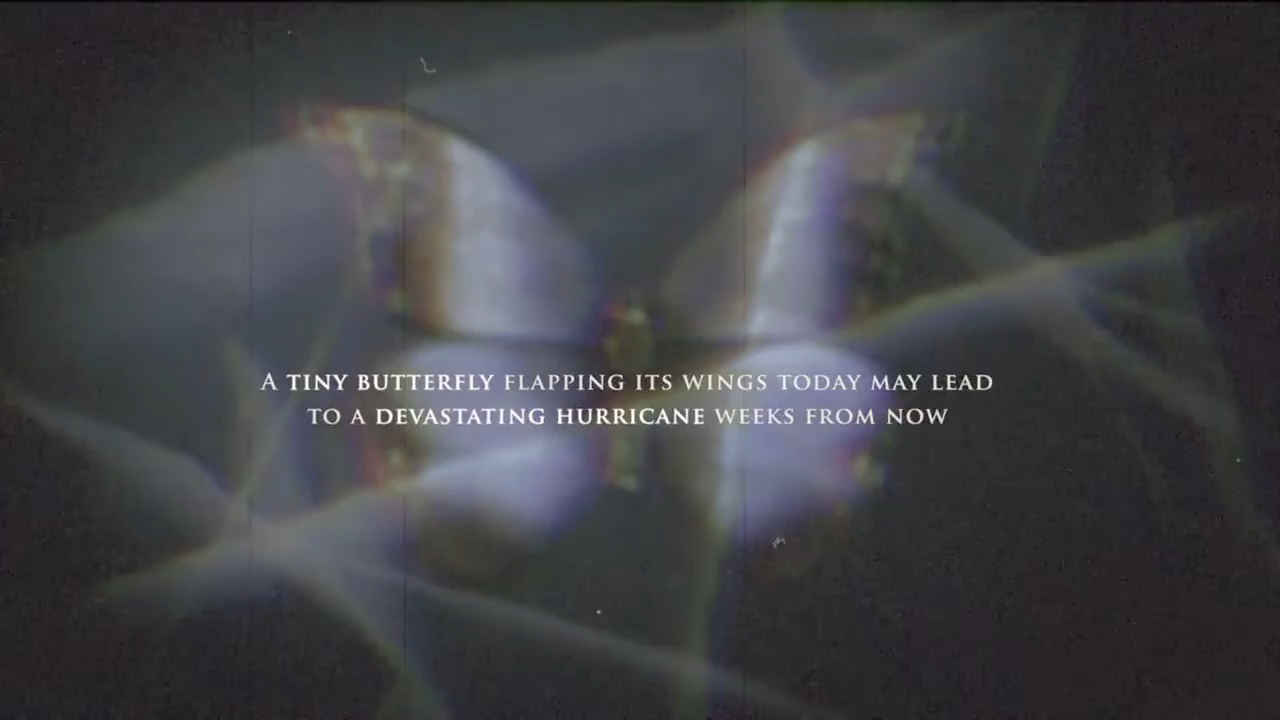 A TINY BUTTERFLY FLAPPING ITS WINGS TODAY MAY LEAD
TO A DEVASTATING HURRICANE WEEKS FROM NOW